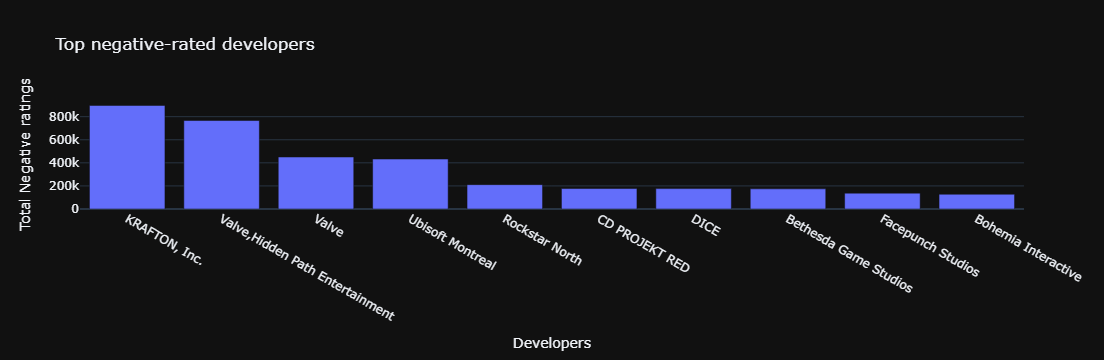 Top negative-rated developers
Total Negative ratings
800k
600k
400k
200k
0
KRAFTON, Inc.
Valve,Hidden Path Entertainment
Valve
Ubisoft Montreal
Rockstar North
CD PROJEKT RED
DICE
Bethesda Game Studios
Facepunch Studios
Bohemia Interactive
Developers